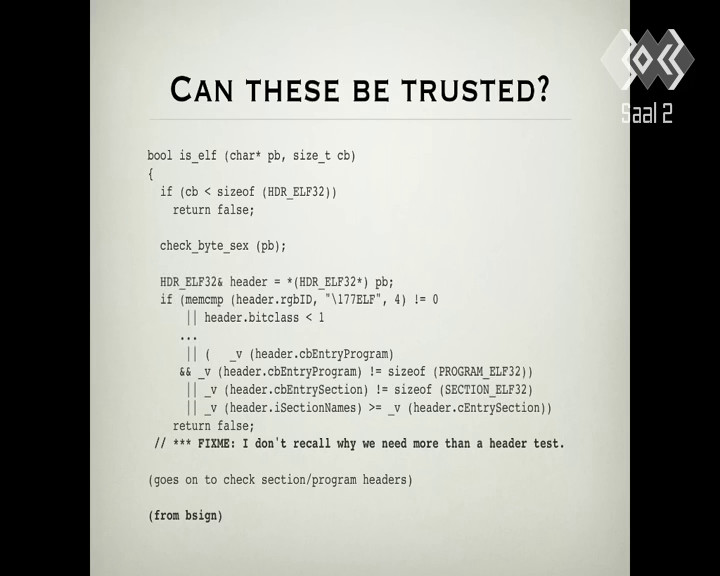 Saal 2
CAN THESE BE TRUSTED?
bool is_elf (char* pb, size_t cb)
{
if (cb < sizeof (HDR_ELF32))
return false;
check_byte_sex (pb);
HDR_ELF32& header = *(HDR_ELF32*) pb;
if (memcmp (header.rgbID, "\177ELF", 4) != 0
|| header.bitclass < 1
...
|| ( _v (header.cbEntryProgram)
&& _v (header.cbEntryProgram) != sizeof (PROGRAM_ELF32))
|| _v (header.cbEntrySection) != sizeof (SECTION_ELF32)
|| _v (header.iSectionNames) >= _v (header.cEntrySection))
return false;
// *** FIXME: I don't recall why we need more than a header test.
(goes on to check section/program headers)
(from bsign)